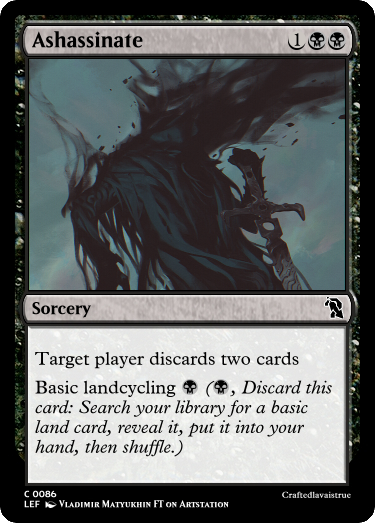 Ashassinate 1
Sorcery
Target player discards two cards
Basic landcycling (, Discard this
card: Search your library for a basic
land card, reveal it, put it into your
hand, then shuffle.)
C 0086
LEF Vladimir Matyukhin FT on Artstation
Craftedlavaistrue